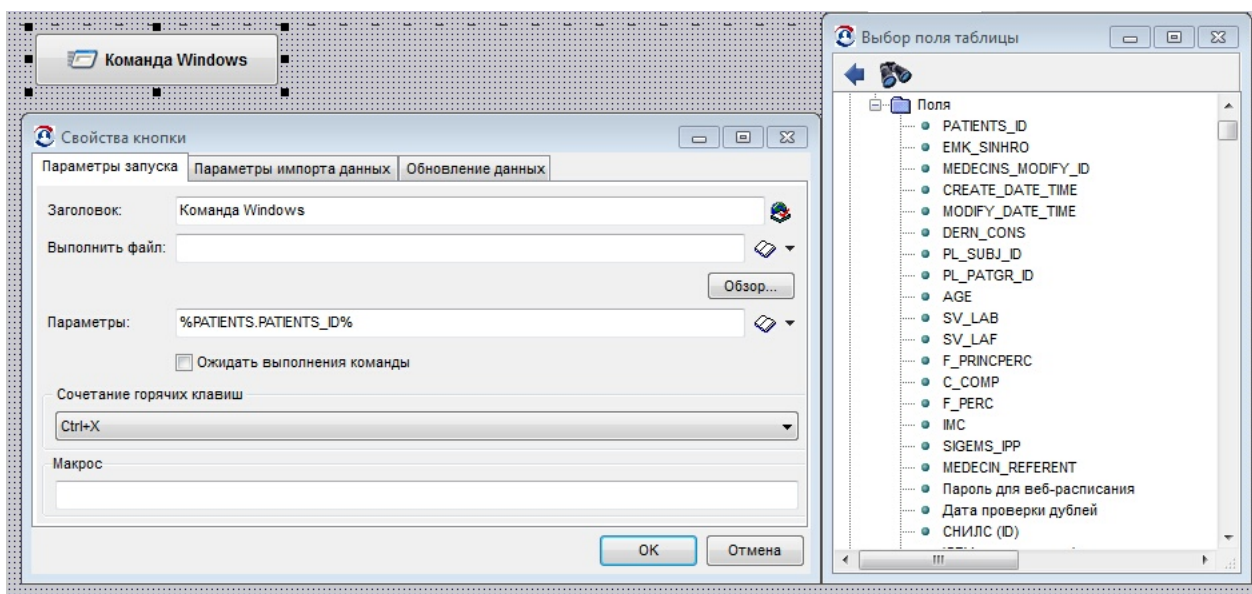 Команда Windows
Свойства кнопки
Параметры запуска
Параметры импорта данных
Обновление данных
Заголовок:
Команда Windows
Выполнить файл:
Обзор...
Параметры:
%PATIENTS.PATIENTS_ID%
Ожидать выполнения команды
Сочетание горячих клавиш
Ctrl+X
Макрос
OK
Отмена
Выбор поля таблицы
Поля
PATIENTS_ID
EMK_SINHRO
MEDECINS_MODIFY_ID
CREATE_DATE_TIME
MODIFY_DATE_TIME
DERN_CONS
PL_SUBJ_ID
PL_PATGR_ID
AGE
SV_LAB
SV_LAF
F_PRINCPERC
C_COMP
F_PERC
IMC
SIGEMS_IPP
MEDECIN_REFERENT
Пароль для веб-расписания
Дата проверки дублей
СНИЛС (ID)